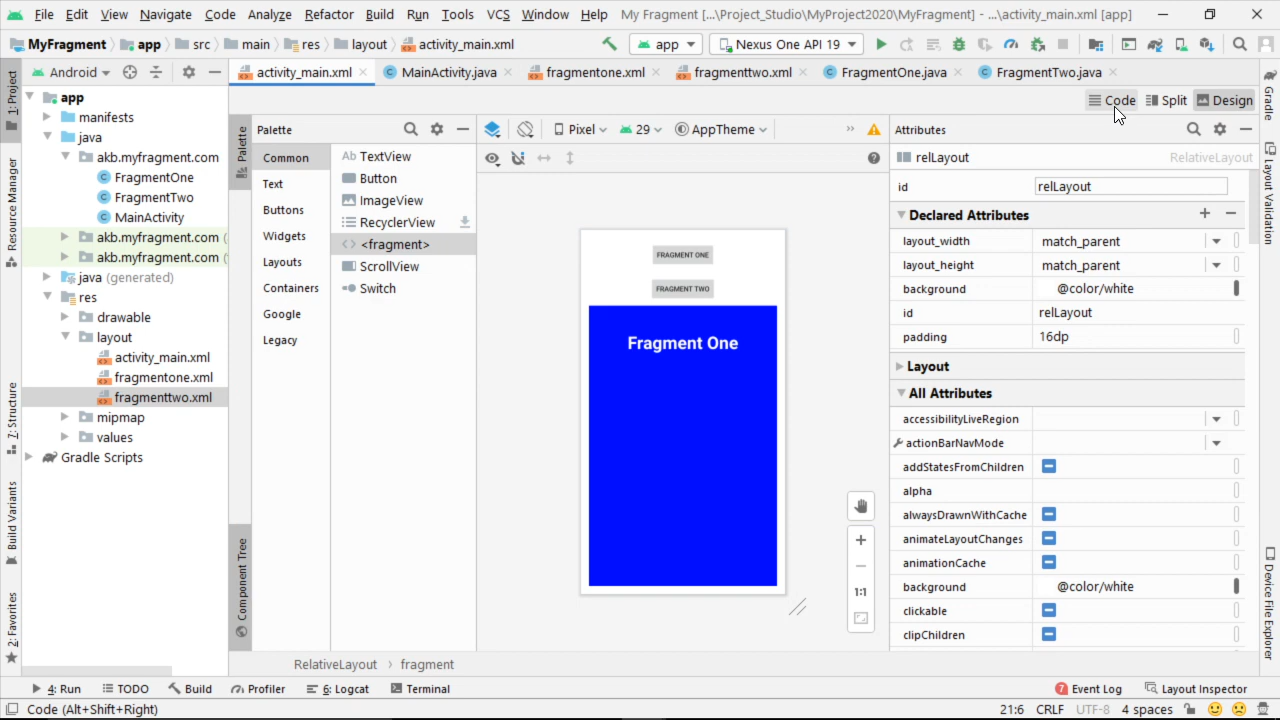 File Edit View Navigate Code Analyze Refactor Build Run Tools VCS Window Help My Fragment [...\Project_Studio\MyProject2020\MyFragment] - ...\activity_main.xml [app]
MyFragment app src main res layout activity_main.xml app Nexus One API 19
Android activity_main.xml MainActivity.java fragmentone.xml fragmenttwo.xml FragmentOne.java FragmentTwo.java
Code Split Design
1: Project
Resource Manager
7: Structure
Build Variants
2: Favorites
app
manifests
java
akb.myfragment.com
FragmentOne
FragmentTwo
MainActivity
akb.myfragment.com (
akb.myfragment.com (
java (generated)
res
drawable
layout
activity_main.xml
fragmentone.xml
fragmenttwo.xml
mipmap
values
Gradle Scripts
Palette
Component Tree
Palette
Common
Text
Buttons
Widgets
Layouts
Containers
Google
Legacy
Ab TextView
Button
ImageView
RecyclerView
<fragment>
ScrollView
Switch
Pixel 29 AppTheme
FRAGMENT ONE
FRAGMENT TWO
Fragment One
1:1
Attributes
relLayout RelativeLayout
id relLayout
Declared Attributes
layout_width match_parent
layout_height match_parent
background @color/white
id relLayout
padding 16dp
Layout
All Attributes
accessibilityLiveRegion
actionBarNavMode
addStatesFromChildren
alpha
alwaysDrawnWithCache
animateLayoutChanges
animationCache
background @color/white
clickable
clipChildren
Gradle
Layout Validation
Device File Explorer
RelativeLayout › fragment
4: Run TODO Build Profiler 6: Logcat Terminal 7 Event Log Layout Inspector
Code (Alt+Shift+Right) 21:6 CRLF UTF-8 4 spaces